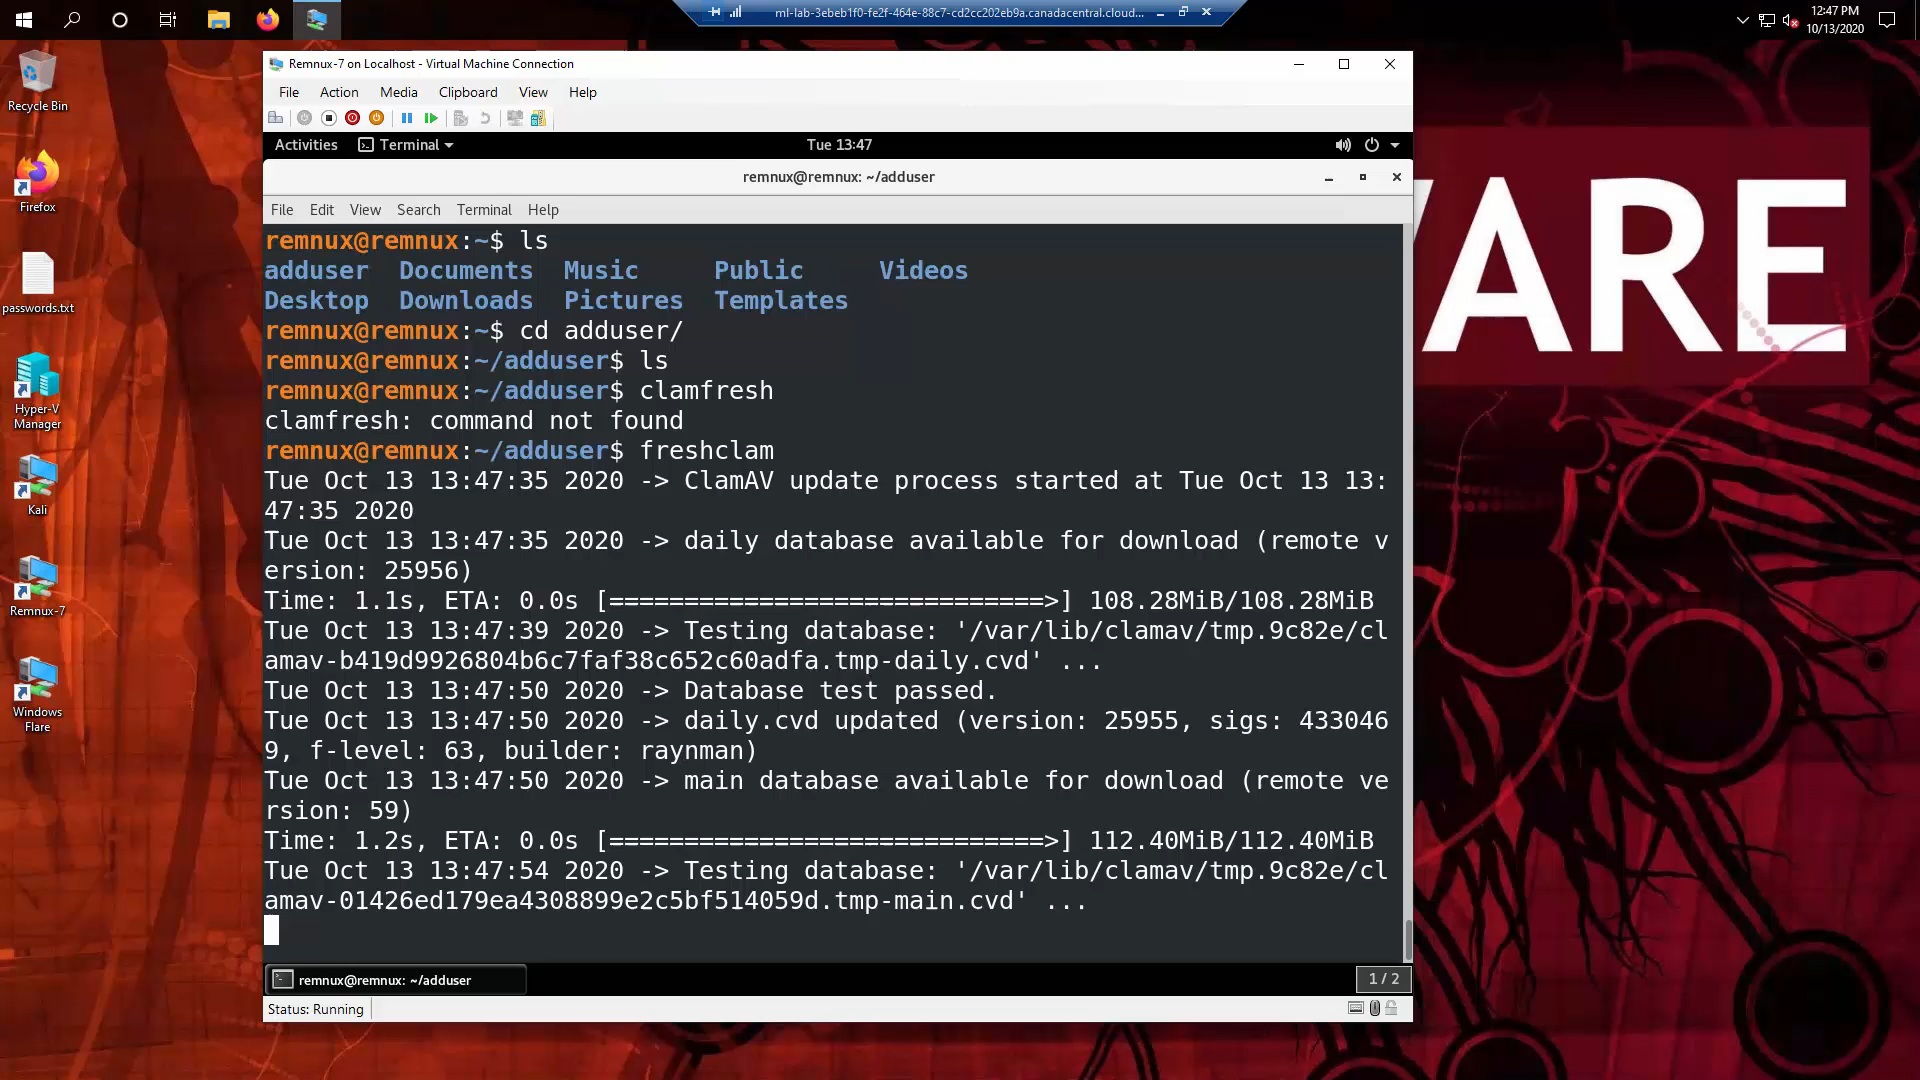 ml-lab-3ebeb1f0-fe2f-464e-88c7-cd2cc202eb9a.canadacentral.cloud...
12:47 PM
10/13/2020
Recycle Bin
Firefox
passwords.txt
Hyper-V
Manager
Kali
Remnux-7
Windows
Flare
WARE
Remnux-7 on Localhost - Virtual Machine Connection
File Action Media Clipboard View Help
Activities Terminal Tue 13:47
remnux@remnux: ~/adduser
File Edit View Search Terminal Help
remnux@remnux:~$ ls
adduser Documents Music Public Videos
Desktop Downloads Pictures Templates
remnux@remnux:~$ cd adduser/
remnux@remnux:~/adduser$ ls
remnux@remnux:~/adduser$ clamfresh
clamfresh: command not found
remnux@remnux:~/adduser$ freshclam
Tue Oct 13 13:47:35 2020 -> ClamAV update process started at Tue Oct 13 13:
47:35 2020
Tue Oct 13 13:47:35 2020 -> daily database available for download (remote v
ersion: 25956)
Time: 1.1s, ETA: 0.0s [=============================>] 108.28MiB/108.28MiB
Tue Oct 13 13:47:39 2020 -> Testing database: '/var/lib/clamav/tmp.9c82e/cl
amav-b419d9926804b6c7faf38c652c60adfa.tmp-daily.cvd' ...
Tue Oct 13 13:47:50 2020 -> Database test passed.
Tue Oct 13 13:47:50 2020 -> daily.cvd updated (version: 25955, sigs: 433046
9, f-level: 63, builder: raynman)
Tue Oct 13 13:47:50 2020 -> main database available for download (remote ve
rsion: 59)
Time: 1.2s, ETA: 0.0s [=============================>] 112.40MiB/112.40MiB
Tue Oct 13 13:47:54 2020 -> Testing database: '/var/lib/clamav/tmp.9c82e/cl
amav-01426ed179ea4308899e2c5bf514059d.tmp-main.cvd' ...
remnux@remnux: ~/adduser
1 / 2
Status: Running